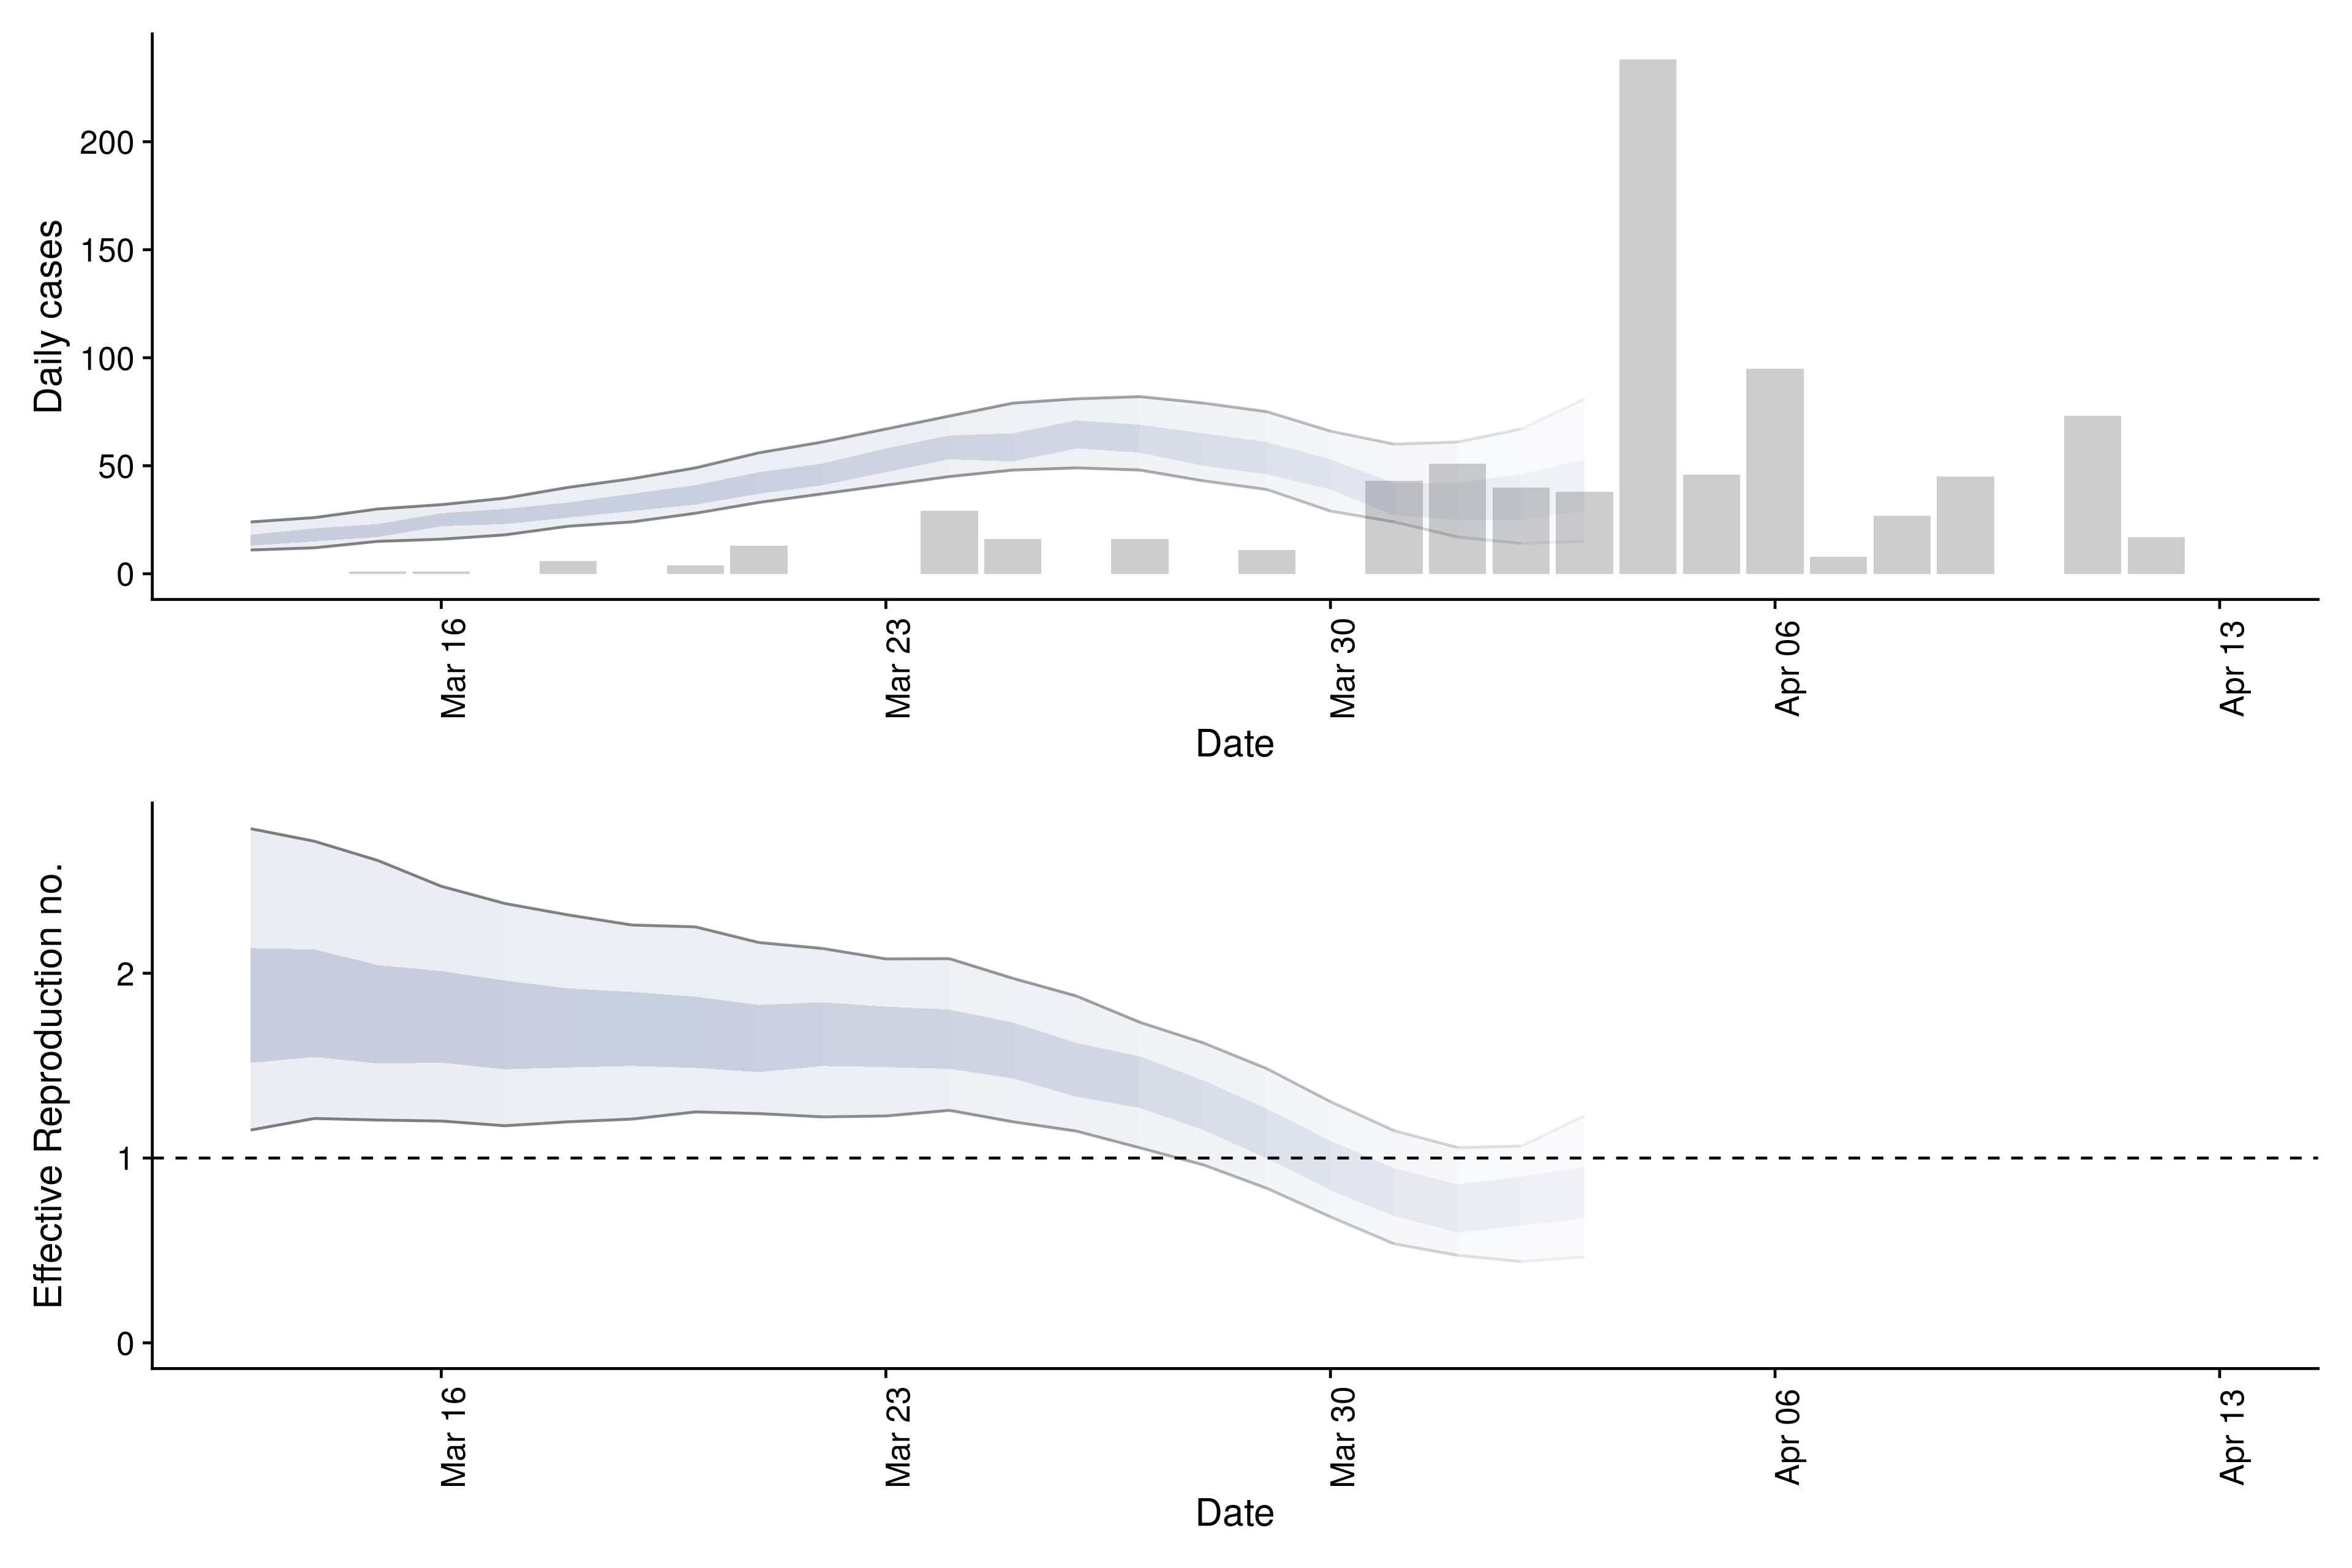 Daily cases
200
150
100
50
0
Mar 16
Mar 23
Mar 30
Apr 06
Apr 13
Date
Effective Reproduction no.
2
1
0
Mar 16
Mar 23
Mar 30
Apr 06
Apr 13
Date